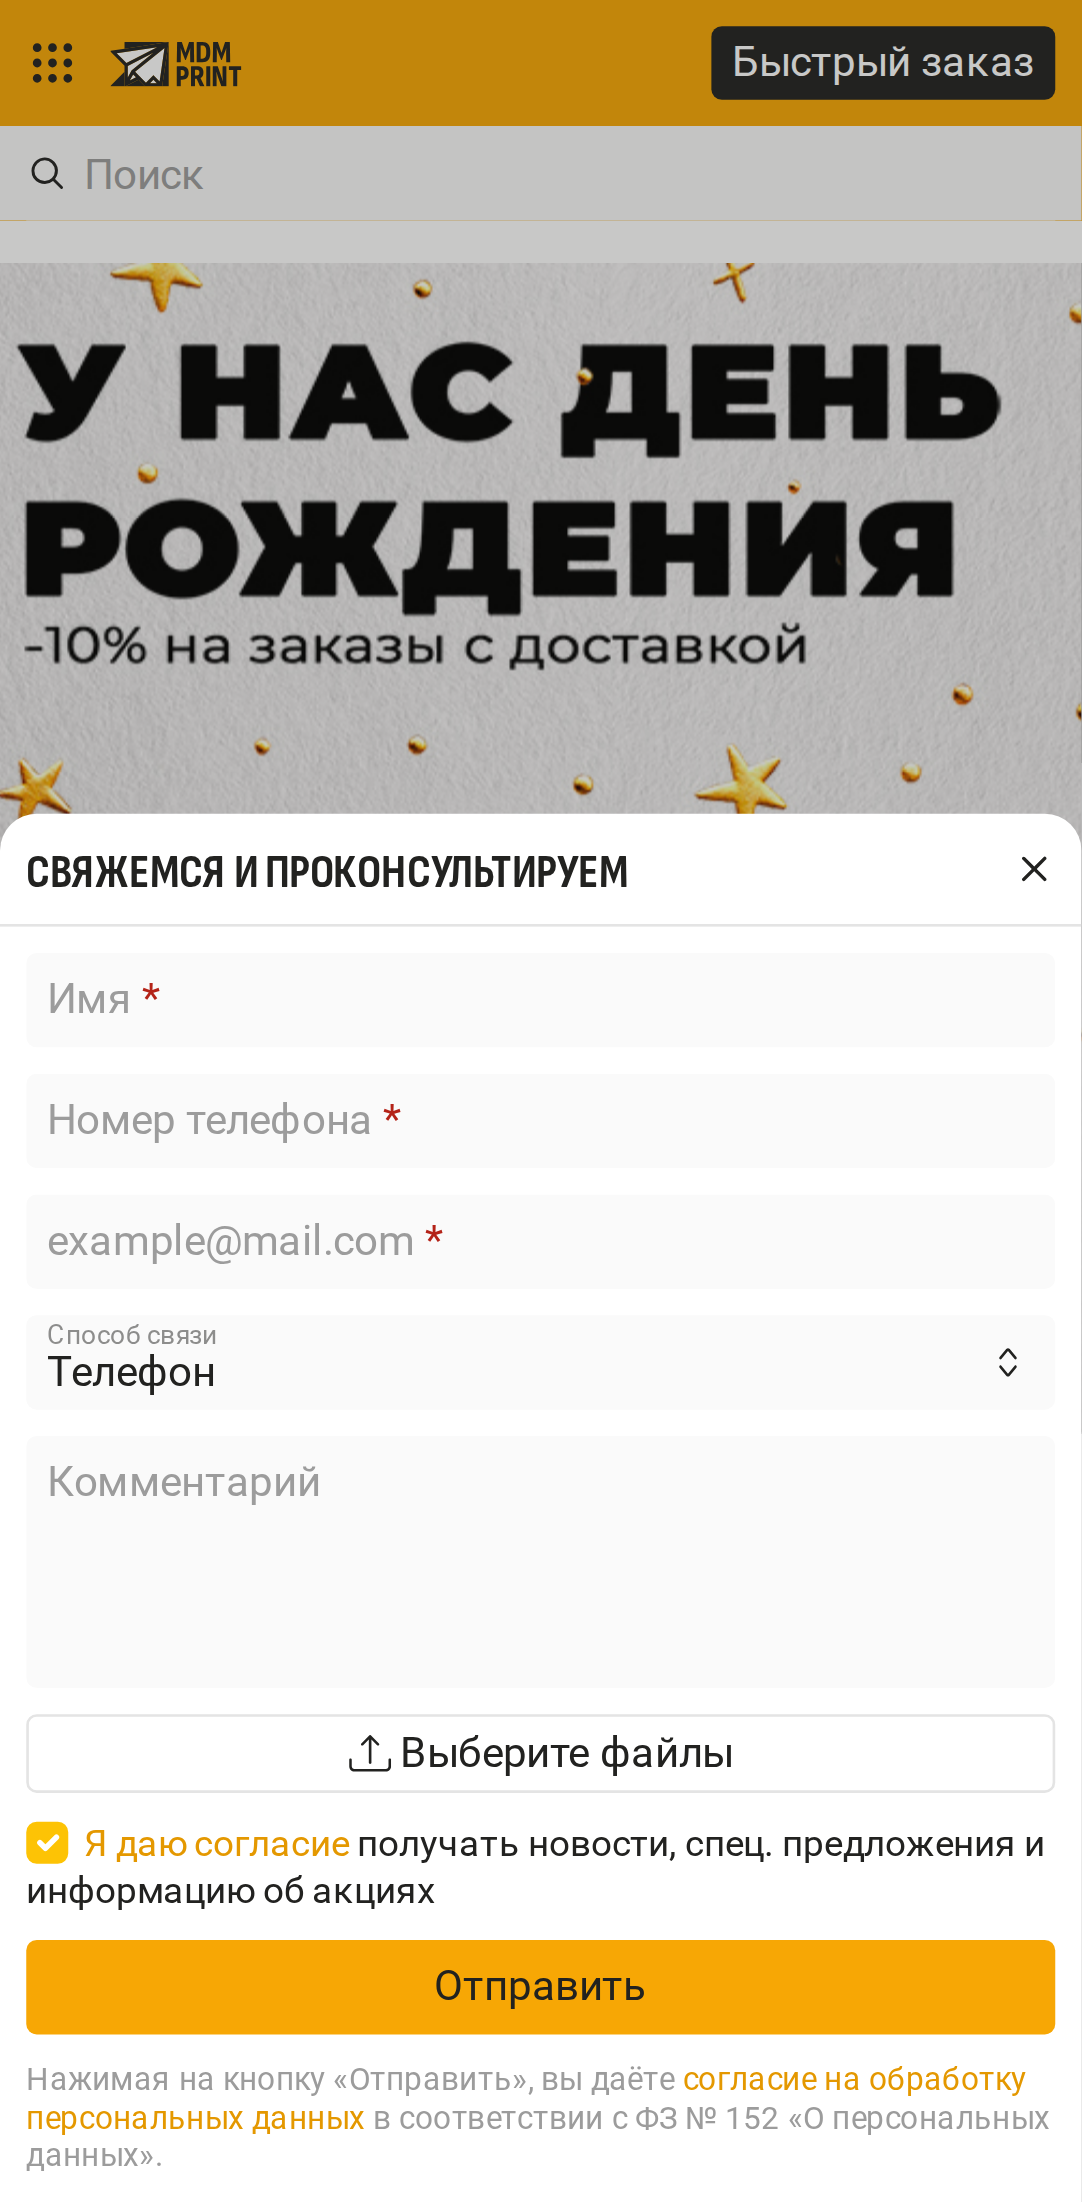 MDM
PRINT
Быстрый заказ
Поиск
У НАС ДЕНЬ
РОЖДЕНИЯ
-10% на заказы с доставкой
СВЯЖЕМСЯ И ПРОКОНСУЛЬТИРУЕМ
Имя *
Номер телефона *
example@mail.com *
Способ связи
Телефон
Комментарий
Выберите файлы
Я даю согласие получать новости, спец. предложения и
информацию об акциях
Отправить
Нажимая на кнопку «Отправить», вы даёте согласие на обработку
персональных данных в соответствии с ФЗ № 152 «О персональных
данных».